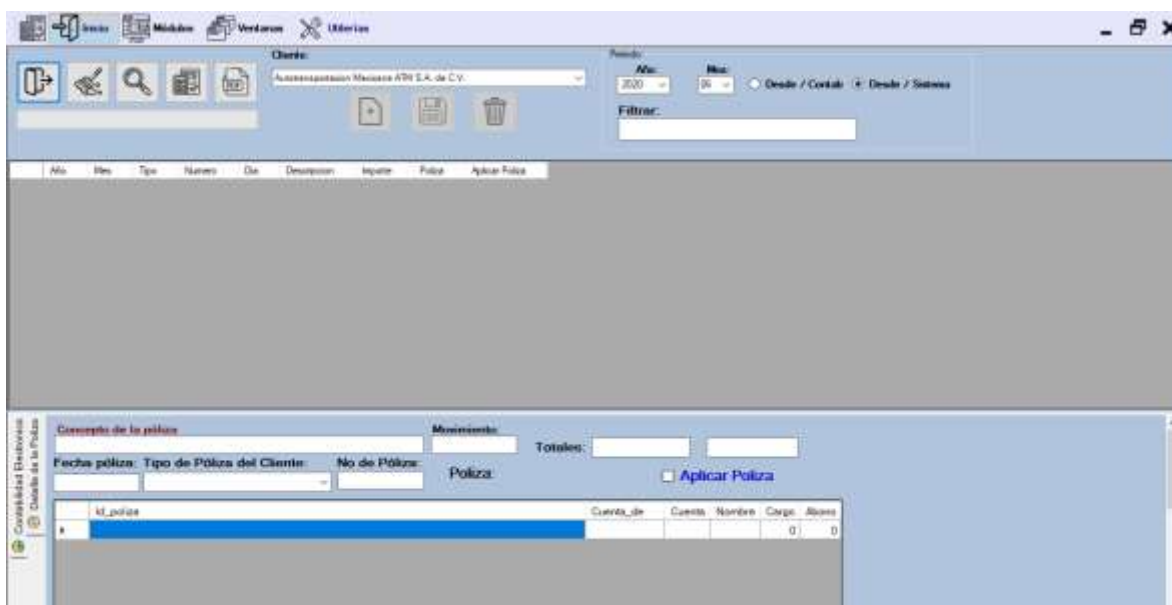 Inicio Módulos Ventanas Utilerias
Cliente:
Autotransportacion Mexicana ATM S.A. de C.V.
Periodo:
Año: Mes:
2020 06 Desde / Contab Desde / Sistema
Filtrar:
Año Mes Tipo Numero Dia Descripcion Importe Poliza Aplicar Poliza
Contabilidad Electronica
Detalle de la Poliza
Concepto de la póliza Movimiento
Totales:
Fecha póliza: Tipo de Póliza del Cliente: No de Póliza:
Poliza: Aplicar Poliza
Id_poliza Cuenta_de Cuenta Nombre Cargo Abono
0 0